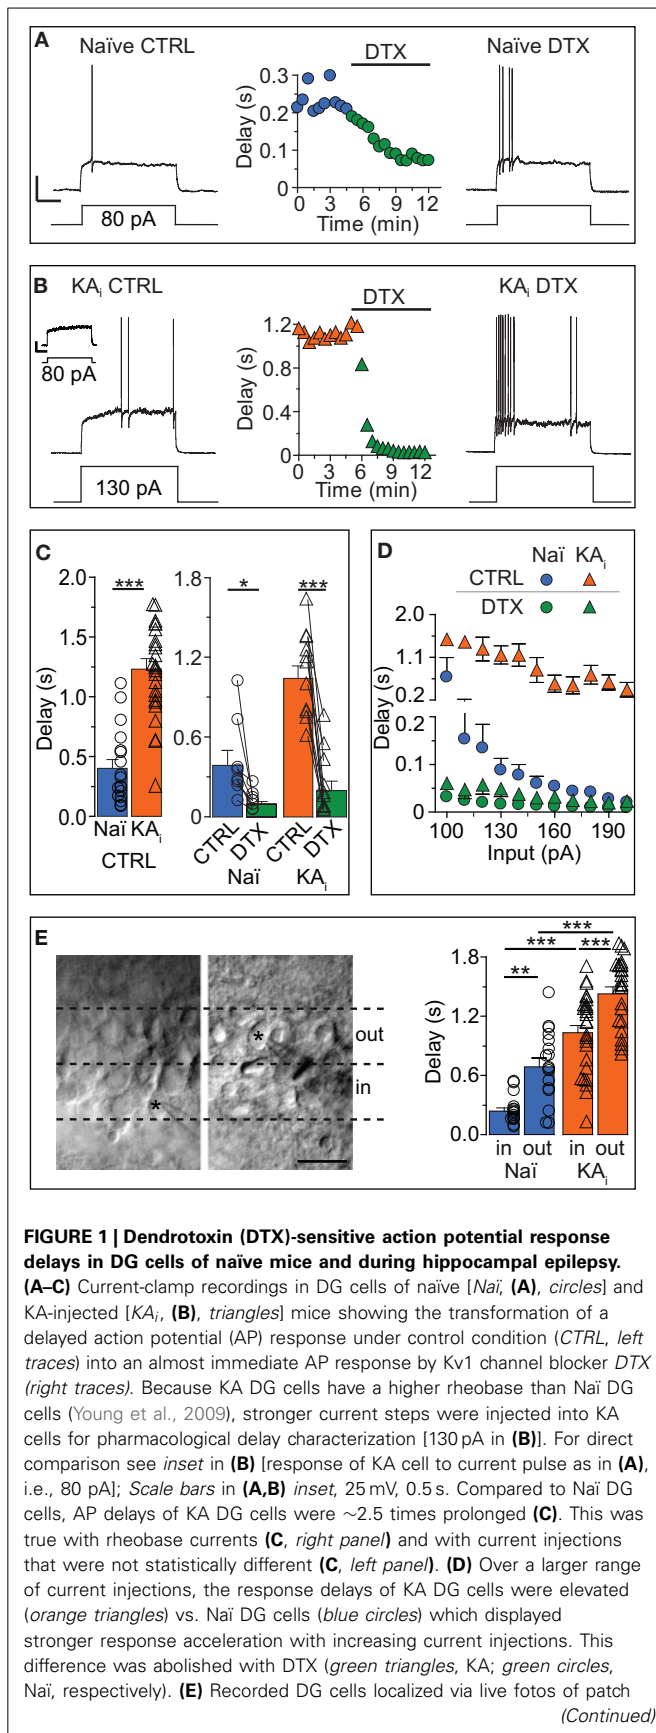 A
Naïve CTRL
DTX
Naïve DTX
0.3
0.2
0.1
0
Delay (s)
0 3 6 9 12
Time (min)
80 pA
B
KAi CTRL
DTX
KAi DTX
80 pA
1.2
0.8
0.4
0
Delay (s)
0 3 6 9 12
Time (min)
130 pA
C
2.0
1.5
1.0
0.5
0.0
Delay (s)
***
Naï KAi
CTRL
1.8
1.2
0.6
0
*
***
CTRL DTX CTRL DTX
Naï KAi
D
Naï KAi
CTRL
DTX
2.0
1.1
0.2
0.2
0.1
0
Delay (s)
100 130 160 190
Input (pA)
E
*
*
out
in
1.8
1.2
0.6
0.0
Delay (s)
***
***
***
**
in out in out
Naï KAi
FIGURE 1 | Dendrotoxin (DTX)-sensitive action potential response
delays in DG cells of naïve mice and during hippocampal epilepsy.
(A–C) Current-clamp recordings in DG cells of naïve [Naï, (A), circles] and
KA-injected [KAi, (B), triangles] mice showing the transformation of a
delayed action potential (AP) response under control condition (CTRL, left
traces) into an almost immediate AP response by Kv1 channel blocker DTX
(right traces). Because KA DG cells have a higher rheobase than Naï DG
cells (Young et al., 2009), stronger current steps were injected into KA
cells for pharmacological delay characterization [130 pA in (B)]. For direct
comparison see inset in (B) [response of KA cell to current pulse as in (A),
i.e., 80 pA]; Scale bars in (A,B) inset, 25 mV, 0.5 s. Compared to Naï DG
cells, AP delays of KA DG cells were ~2.5 times prolonged (C). This was
true with rheobase currents (C, right panel) and with current injections
that were not statistically different (C, left panel). (D) Over a larger range
of current injections, the response delays of KA DG cells were elevated
(orange triangles) vs. Naï DG cells (blue circles) which displayed
stronger response acceleration with increasing current injections. This
difference was abolished with DTX (green triangles, KA; green circles,
Naï, respectively). (E) Recorded DG cells localized via live fotos of patch
(Continued)